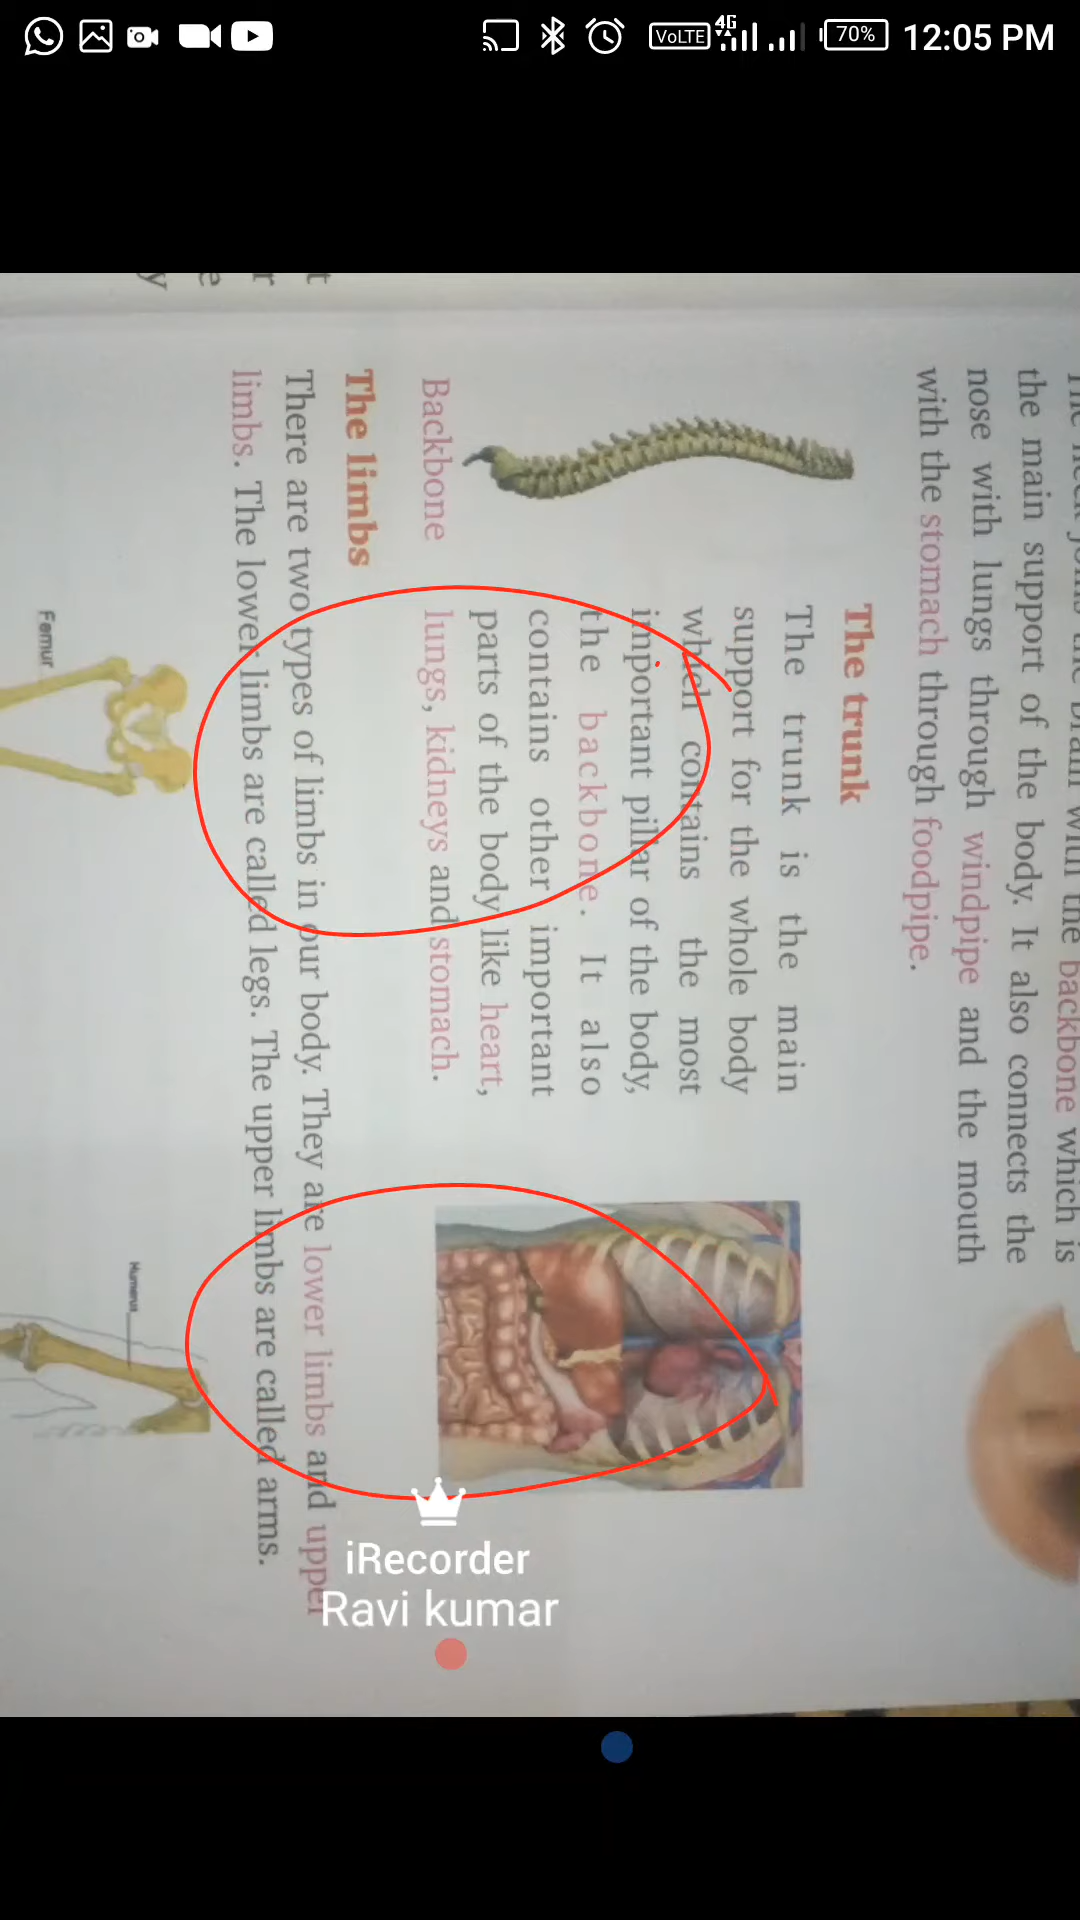 VoLTE 4G 70% 12:05 PM
the main support of the body. It also connects the
nose with lungs through windpipe and the mouth
with the stomach through foodpipe.
The trunk
The trunk is the main
support for the whole body
which contains the most
important pillar of the body,
the backbone. It also
contains other important
parts of the body like heart,
lungs, kidneys and stomach.
Backbone
The limbs
There are two types of limbs in our body. They are lower limbs and upper
limbs. The lower limbs are called legs. The upper limbs are called arms.
Femur
Humerus
iRecorder
Ravi kumar